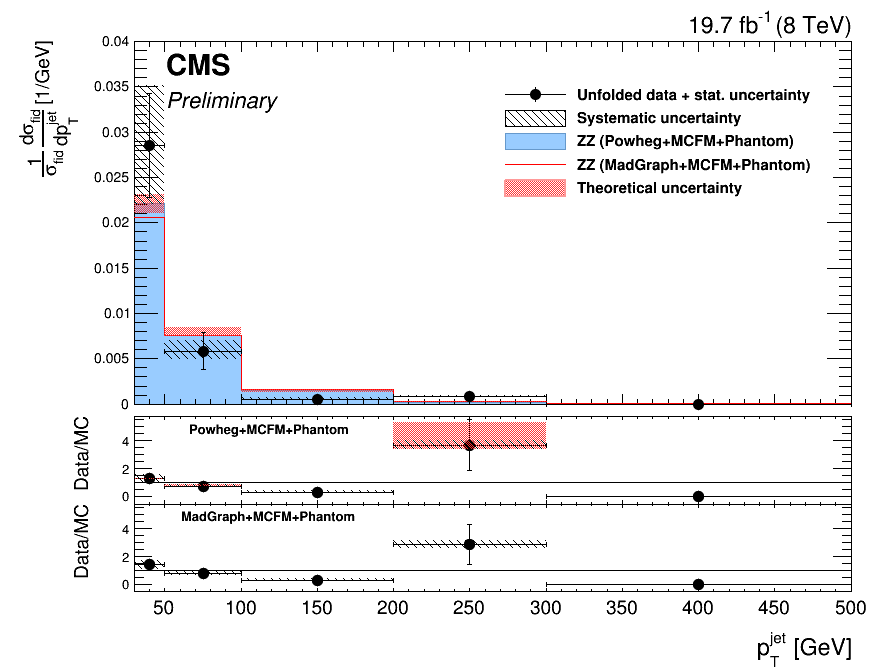 19.7 fb⁻¹ (8 TeV)
CMS
Preliminary
1/σfid dσfid/dpTjet [1/GeV]
0.04
0.035
0.03
0.025
0.02
0.015
0.01
0.005
0
Unfolded data + stat. uncertainty
Systematic uncertainty
ZZ (Powheg+MCFM+Phantom)
ZZ (MadGraph+MCFM+Phantom)
Theoretical uncertainty
Data/MC
4
2
0
Powheg+MCFM+Phantom
Data/MC
4
2
0
MadGraph+MCFM+Phantom
50 100 150 200 250 300 350 400 450 500
pTjet [GeV]